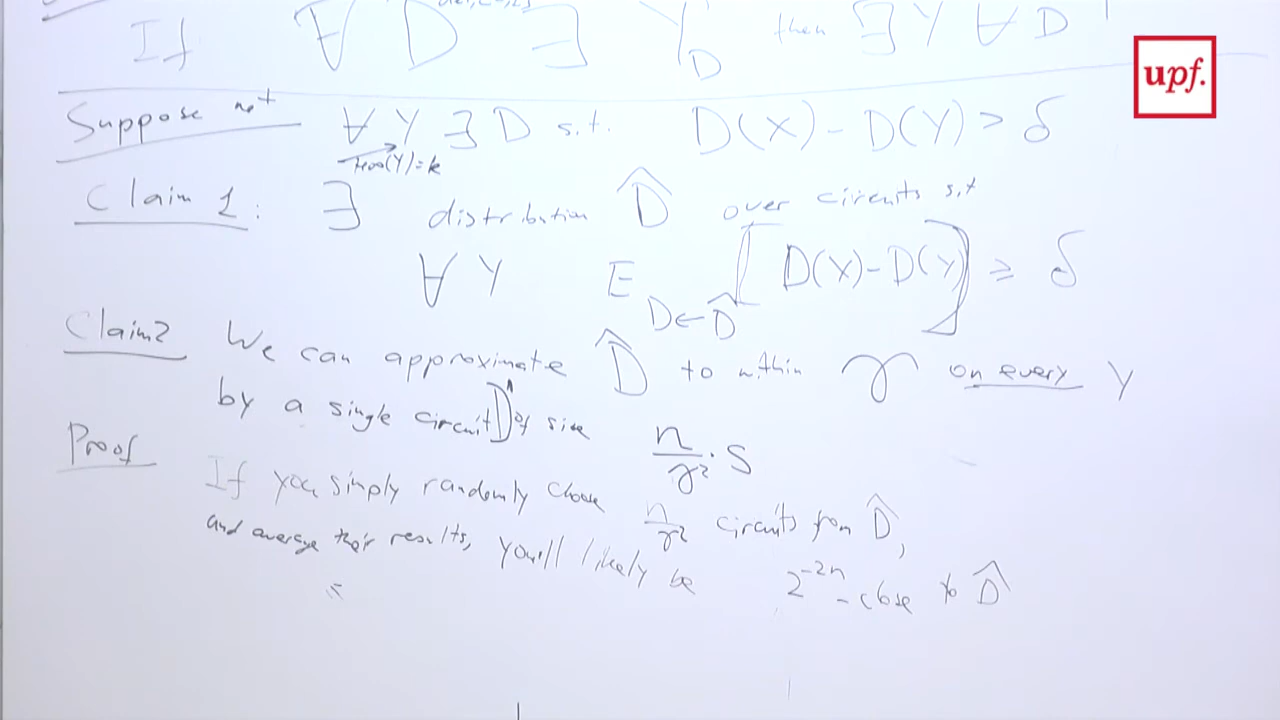 If ∀ D ∃ Y_D then ∃ Y ∀ D
upf.
Suppose not ∀ Y ∃ D s.t. D(X) - D(Y) > δ
Claim 1: ∃ distribution D̂ over circuits s.t
∀ Y E_{D←D̂} [D(X) - D(Y)] ≥ δ
Claim2 We can approximate D̂ to within γ on every Y
by a single circuit D^ of size n/γ² · S
Proof If you simply randomly choose n/γ² circuits from D̂,
and average their results, you'll likely be 2^{-2n} - close to D̂